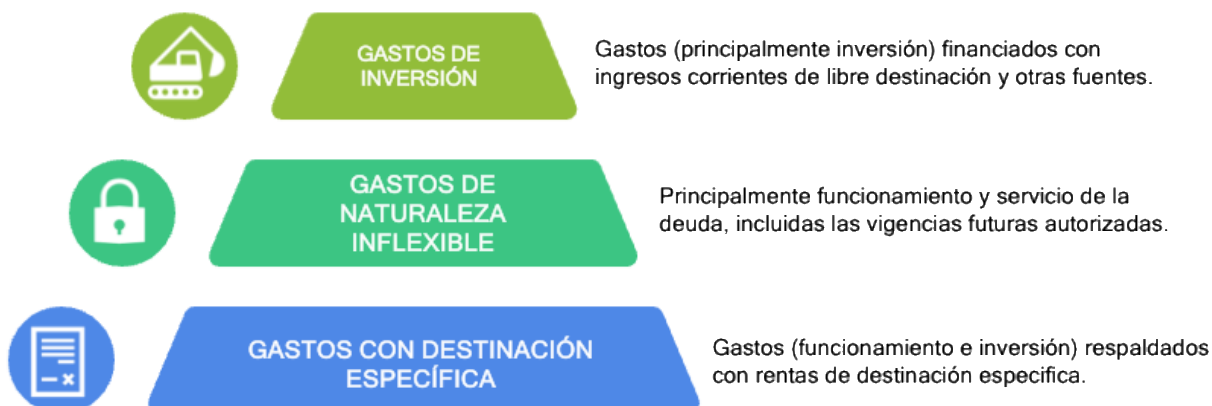 GASTOS DE
INVERSIÓN
Gastos (principalmente inversión) financiados con
ingresos corrientes de libre destinación y otras fuentes.
GASTOS DE
NATURALEZA
INFLEXIBLE
Principalmente funcionamiento y servicio de la
deuda, incluidas las vigencias futuras autorizadas.
GASTOS CON DESTINACIÓN
ESPECÍFICA
Gastos (funcionamiento e inversión) respaldados
con rentas de destinación especifica.